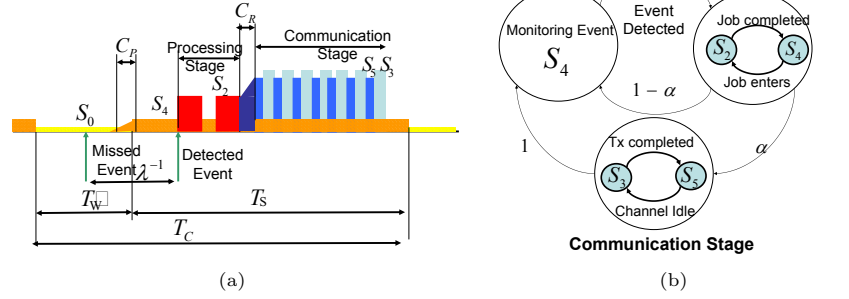 C_R
C_P
Processing
Stage
Communication
Stage
S_5 S_3
S_2
S_0
S_4
Missed
Event
λ^{-1}
Detected
Event
T_W
T_S
T_C
(a)
Monitoring Event
S_4
Event
Detected
Job completed
S_2
S_4
Job enters
1 − α
1
α
Tx completed
S_3
S_5
Channel Idle
Communication Stage
(b)